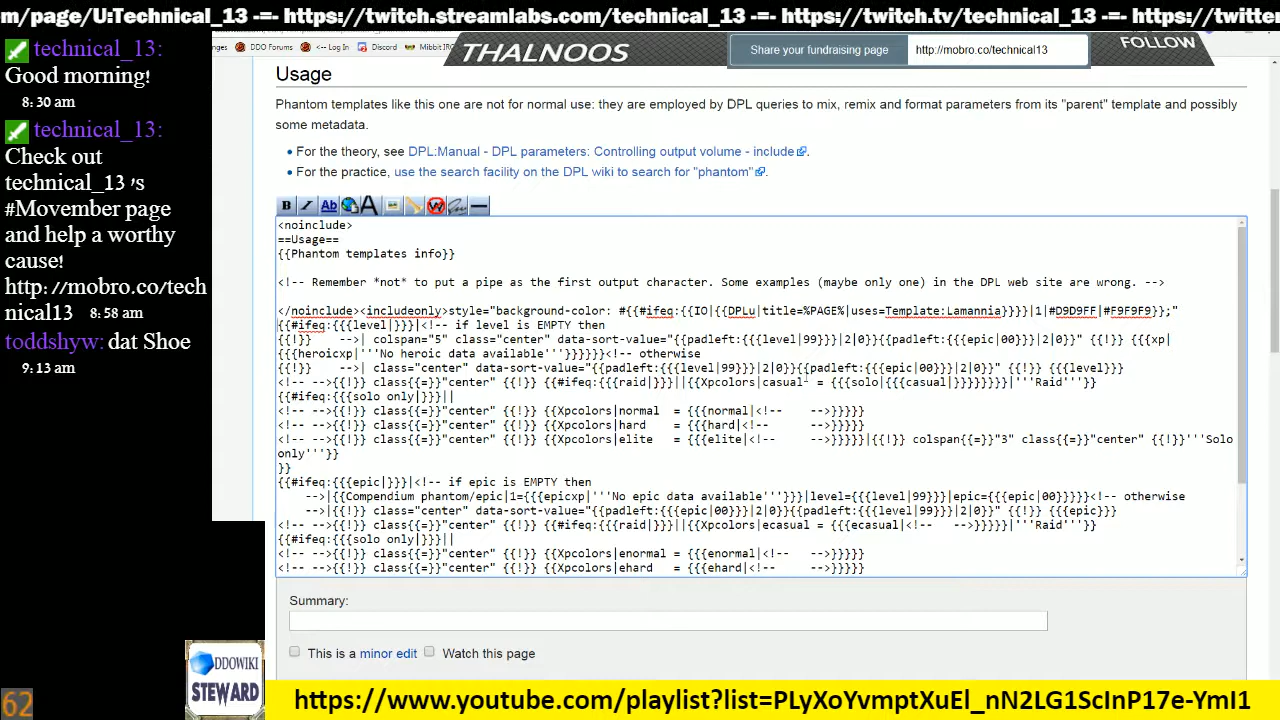 m/page/U:Technical_13 -=- https://twitch.streamlabs.com/technical_13 -=- https://twitch.tv/technical_13 -=- https://twitter
technical_13:
Good morning!
8:30 am
technical_13:
Check out
technical_13's
#Movember page
and help a worthy
cause!
http://mobro.co/tech
nical13 8:58 am
toddshyw: dat Shoe
9:13 am
nges DDO Forums <-- Log In Discord Mibbit IR
THALNOOS
Share your fundraising page http://mobro.co/technical13
FOLLOW
Usage
Phantom templates like this one are not for normal use: they are employed by DPL queries to mix, remix and format parameters from its "parent" template and possibly
some metadata.
For the theory, see DPL:Manual - DPL parameters: Controlling output volume - include.
For the practice, use the search facility on the DPL wiki to search for "phantom".
B I Ab A W
<noinclude>
==Usage==
{{Phantom templates info}}
<!-- Remember *not* to put a pipe as the first output character. Some examples (maybe only one) in the DPL web site are wrong. -->
</noinclude><includeonly>style="background-color: #{{#ifeq:{{IO|{{DPLu|title=%PAGE%|uses=Template:Lamannia}}}}|1|#D9D9FF|#F9F9F9}};"
{{#ifeq:{{{level|}}}|<!-- if level is EMPTY then
{{!}} -->| colspan="5" class="center" data-sort-value="{{padleft:{{{level|99}}}|2|0}}{{padleft:{{{epic|00}}}|2|0}}" {{!}} {{{xp|
{{{heroicxp|'''No heroic data available'''}}}}}}<!-- otherwise
{{!}} -->| class="center" data-sort-value="{{padleft:{{{level|99}}}|2|0}}{{padleft:{{{epic|00}}}|2|0}}" {{!}} {{{level}}}
<!-- -->{{!}} class{{=}}"center" {{!}} {{#ifeq:{{{raid|}}}||{{Xpcolors|casual = {{{solo|{{{casual|}}}}}}}}|'''Raid'''}}
{{#ifeq:{{{solo only|}}}||
<!-- -->{{!}} class{{=}}"center" {{!}} {{Xpcolors|normal = {{{normal|<!-- -->}}}}}
<!-- -->{{!}} class{{=}}"center" {{!}} {{Xpcolors|hard = {{{hard|<!-- -->}}}}}
<!-- -->{{!}} class{{=}}"center" {{!}} {{Xpcolors|elite = {{{elite|<!-- -->}}}}}|{{!}} colspan{{=}}"3" class{{=}}"center" {{!}}'''Solo
only'''}}
}}
{{#ifeq:{{{epic|}}}|<!-- if epic is EMPTY then
-->|{{Compendium phantom/epic|1={{{epicxp|'''No epic data available'''}}}|level={{{level|99}}}|epic={{{epic|00}}}}}<!-- otherwise
-->| class="center" data-sort-value="{{padleft:{{{epic|00}}}|2|0}}{{padleft:{{{level|99}}}|2|0}}" {{!}} {{{epic}}}
<!-- -->{{!}} class{{=}}"center" {{!}} {{#ifeq:{{{raid|}}}||{{Xpcolors|ecasual = {{{ecasual|<!-- -->}}}}}|'''Raid'''}}
{{#ifeq:{{{solo only|}}}||
<!-- -->{{!}} class{{=}}"center" {{!}} {{Xpcolors|enormal = {{{enormal|<!-- -->}}}}}
<!-- -->{{!}} class{{=}}"center" {{!}} {{Xpcolors|ehard = {{{ehard|<!-- -->}}}}}
Summary:
This is a minor edit Watch this page
DDOWIKI
STEWARD
62
https://www.youtube.com/playlist?list=PLyXoYvmptXuEl_nN2LG1ScInP17e-YmI1